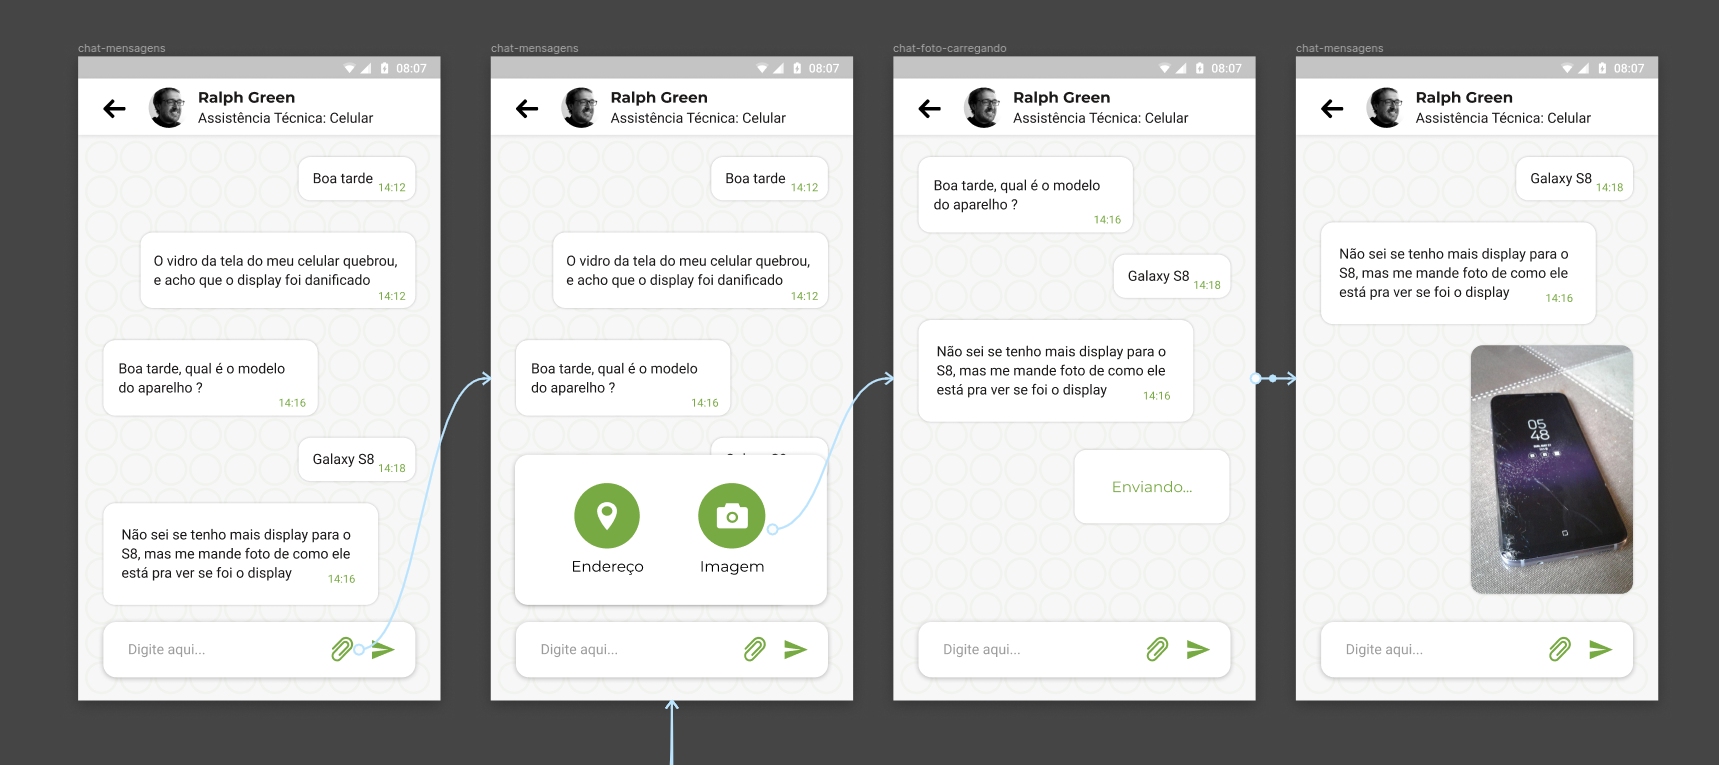 chat-mensagens
08:07
Ralph Green
Assistência Técnica: Celular
Boa tarde
14:12
O vidro da tela do meu celular quebrou,
e acho que o display foi danificado
14:12
Boa tarde, qual é o modelo
do aparelho ?
14:16
Galaxy S8
14:18
Não sei se tenho mais display para o
S8, mas me mande foto de como ele
está pra ver se foi o display
14:16
Digite aqui...
chat-mensagens
08:07
Ralph Green
Assistência Técnica: Celular
Boa tarde
14:12
O vidro da tela do meu celular quebrou,
e acho que o display foi danificado
14:12
Boa tarde, qual é o modelo
do aparelho ?
14:16
Endereço
Imagem
Digite aqui...
chat-foto-carregando
08:07
Ralph Green
Assistência Técnica: Celular
Boa tarde, qual é o modelo
do aparelho ?
14:16
Galaxy S8
14:18
Não sei se tenho mais display para o
S8, mas me mande foto de como ele
está pra ver se foi o display
14:16
Enviando...
Digite aqui...
chat-mensagens
08:07
Ralph Green
Assistência Técnica: Celular
Galaxy S8
14:18
Não sei se tenho mais display para o
S8, mas me mande foto de como ele
está pra ver se foi o display
14:16
05
48
Digite aqui...